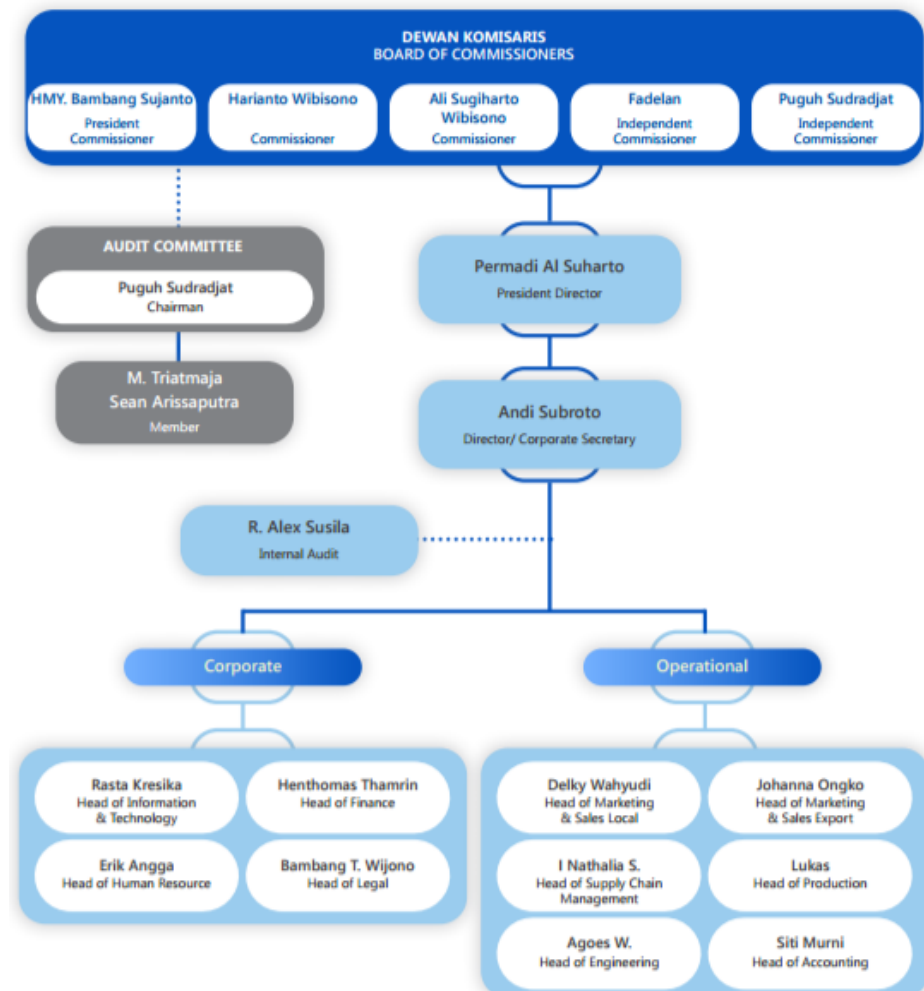 DEWAN KOMISARIS
BOARD OF COMMISSIONERS
HMY. Bambang Sujanto
President
Commissioner
Harianto Wibisono
Commissioner
Ali Sugiharto
Wibisono
Commissioner
Fadelan
Independent
Commissioner
Puguh Sudradjat
Independent
Commissioner
AUDIT COMMITTEE
Puguh Sudradjat
Chairman
M. Triatmaja
Sean Arissaputra
Member
Permadi Al Suharto
President Director
Andi Subroto
Director/ Corporate Secretary
R. Alex Susila
Internal Audit
Corporate
Rasta Kresika
Head of Information
& Technology
Henthomas Thamrin
Head of Finance
Erik Angga
Head of Human Resource
Bambang T. Wijono
Head of Legal
Operational
Delky Wahyudi
Head of Marketing
& Sales Local
Johanna Ongko
Head of Marketing
& Sales Export
I Nathalia S.
Head of Supply Chain
Management
Lukas
Head of Production
Agoes W.
Head of Engineering
Siti Murni
Head of Accounting